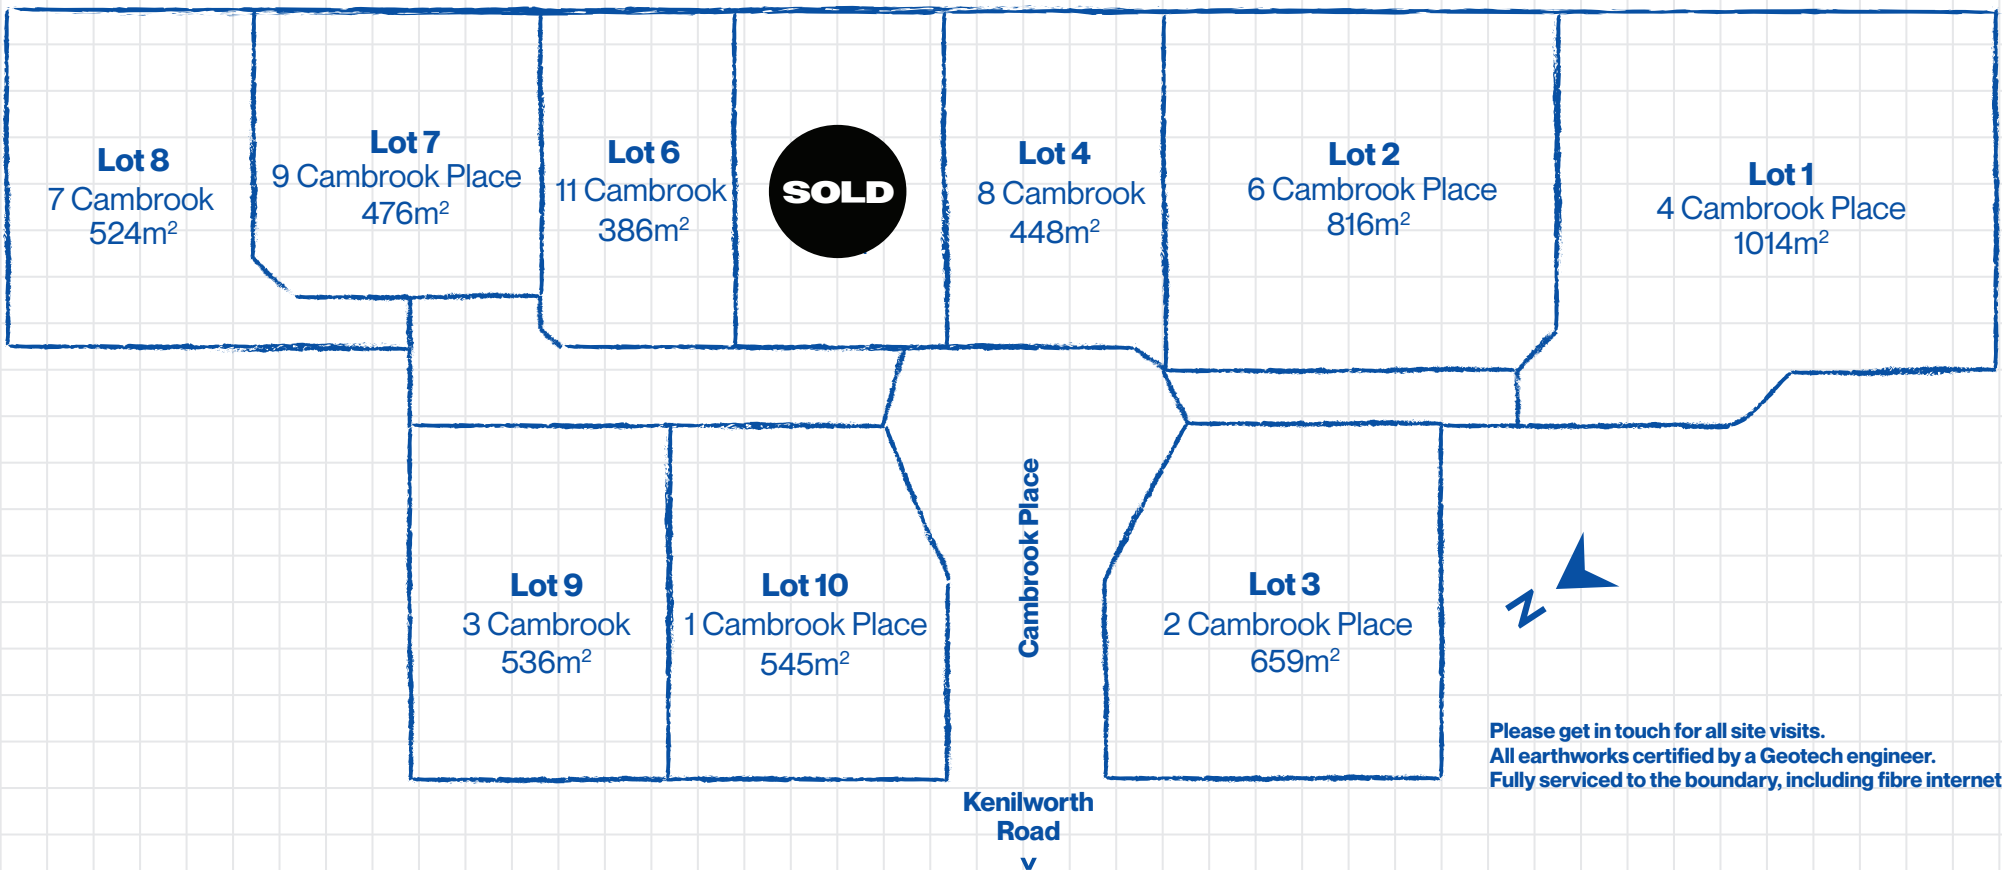 Lot 8
7 Cambrook
524m²
Lot 7
9 Cambrook Place
476m²
Lot 6
11 Cambrook
386m²
SOLD
Lot 4
8 Cambrook
448m²
Lot 2
6 Cambrook Place
816m²
Lot 1
4 Cambrook Place
1014m²
Lot 9
3 Cambrook
536m²
Lot 10
1 Cambrook Place
545m²
Cambrook Place
Lot 3
2 Cambrook Place
659m²
N
Please get in touch for all site visits.
All earthworks certified by a Geotech engineer.
Fully serviced to the boundary, including fibre internet
Kenilworth
Road